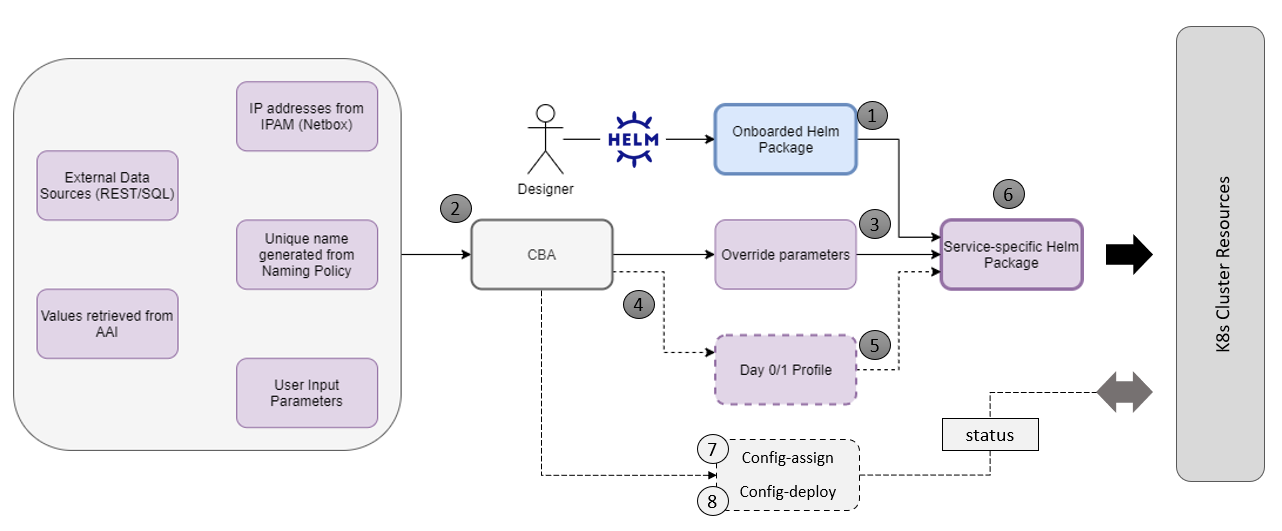 IP addresses from
IPAM (Netbox)
External Data
Sources (REST/SQL)
Unique name
generated from
Naming Policy
Values retrieved from
AAI
User Input
Parameters
Designer
HELM
1
Onboarded Helm
Package
2
CBA
3
Override parameters
4
5
Day 0/1 Profile
6
Service-specific Helm
Package
7
Config-assign
8
Config-deploy
status
K8s Cluster Resources